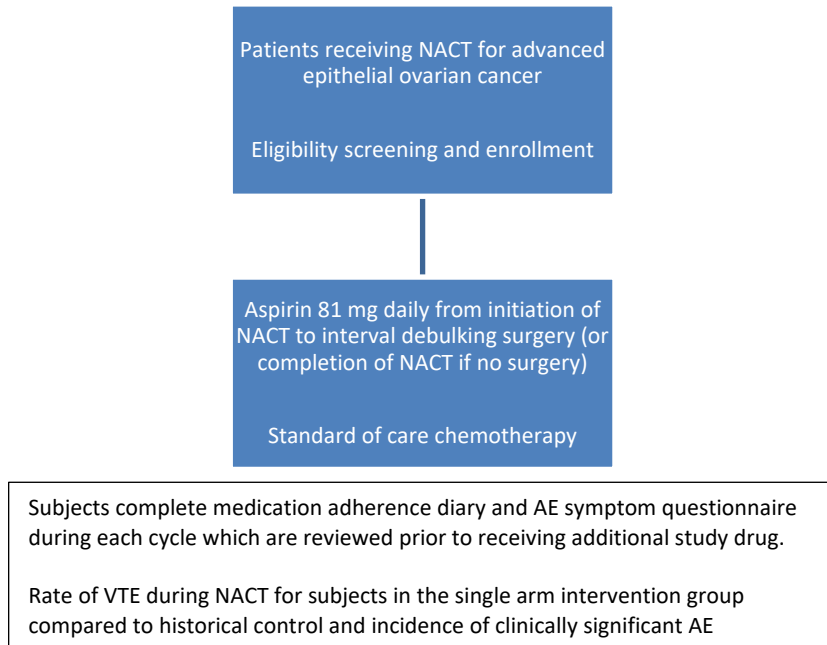 Patients receiving NACT for advanced
epithelial ovarian cancer
Eligibility screening and enrollment
Aspirin 81 mg daily from initiation of
NACT to interval debulking surgery (or
completion of NACT if no surgery)
Standard of care chemotherapy
Subjects complete medication adherence diary and AE symptom questionnaire
during each cycle which are reviewed prior to receiving additional study drug.
Rate of VTE during NACT for subjects in the single arm intervention group
compared to historical control and incidence of clinically significant AE